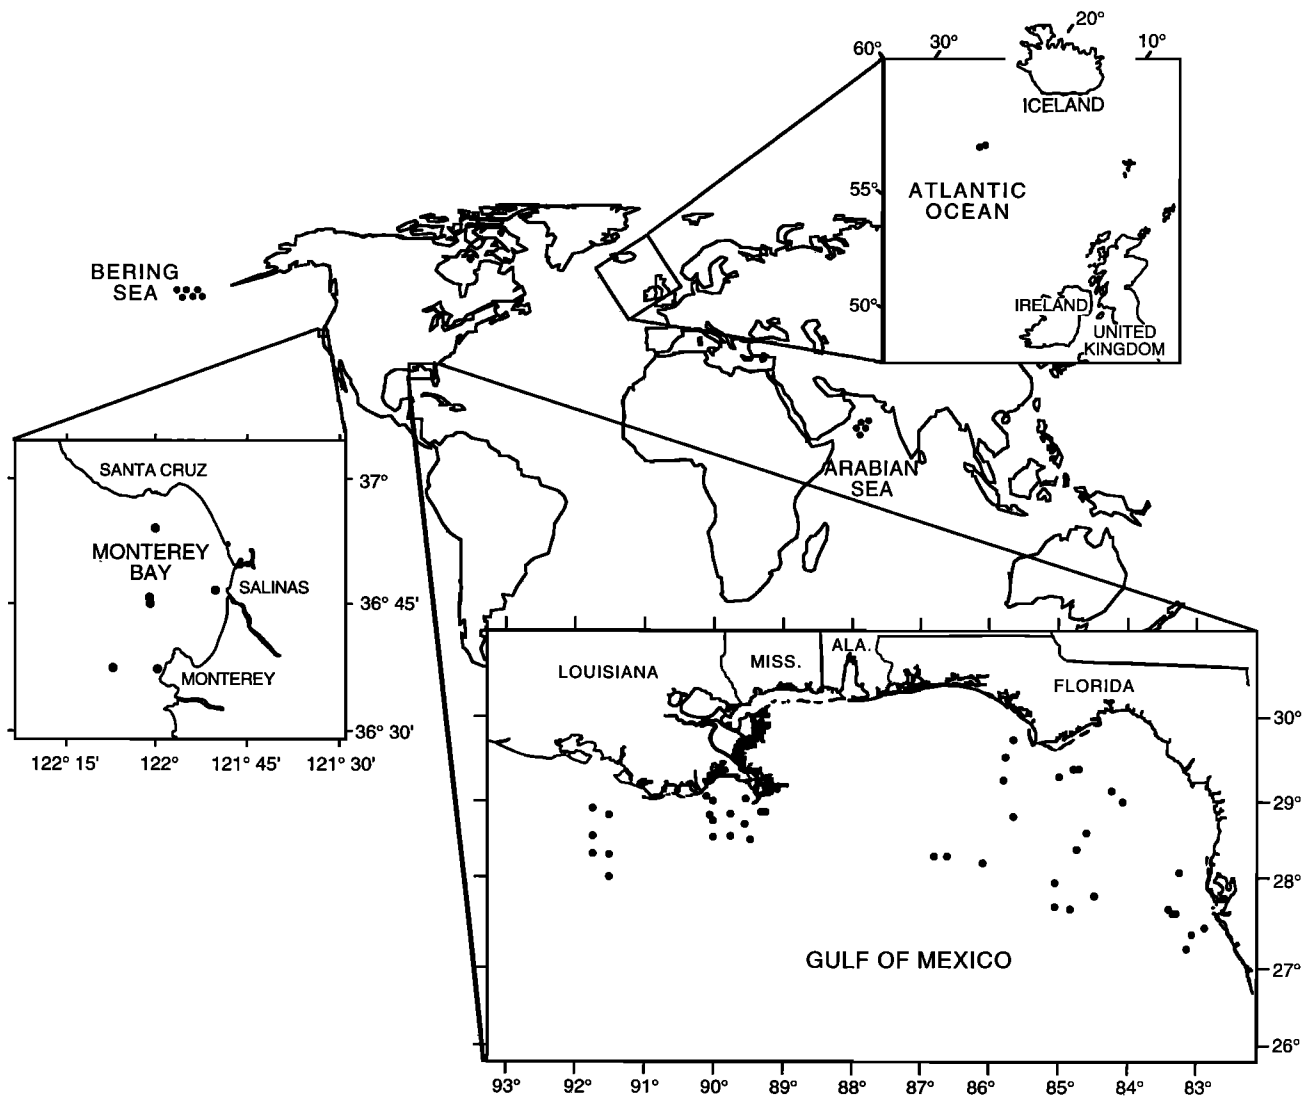 60° 30° 20° 10°
ICELAND
55°
ATLANTIC
OCEAN
50°
IRELAND
UNITED
KINGDOM
BERING
SEA
ARABIAN
SEA
SANTA CRUZ
37°
MONTEREY
BAY
SALINAS
36° 45'
MONTEREY
36° 30'
122° 15' 122° 121° 45' 121° 30'
LOUISIANA
MISS.
ALA.
FLORIDA
30°
29°
28°
GULF OF MEXICO
27°
26°
93° 92° 91° 90° 89° 88° 87° 86° 85° 84° 83°